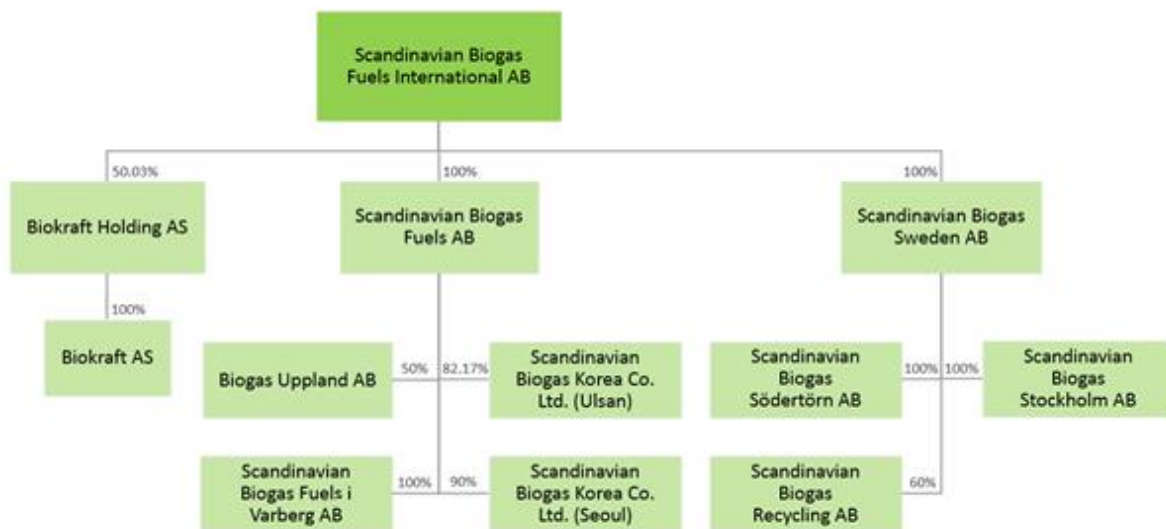 Scandinavian Biogas
Fuels International AB
50.03%
100%
100%
Biokraft Holding AS
Scandinavian Biogas
Fuels AB
Scandinavian Biogas
Sweden AB
100%
Biokraft AS
Biogas Uppland AB
50%
82.17%
Scandinavian
Biogas Korea Co.
Ltd. (Ulsan)
Scandinavian
Biogas
Södertörn AB
100%
100%
Scandinavian
Biogas
Stockholm AB
Scandinavian
Biogas Fuels i
Varberg AB
100%
90%
Scandinavian
Biogas Korea Co.
Ltd. (Seoul)
Scandinavian
Biogas
Recycling AB
60%